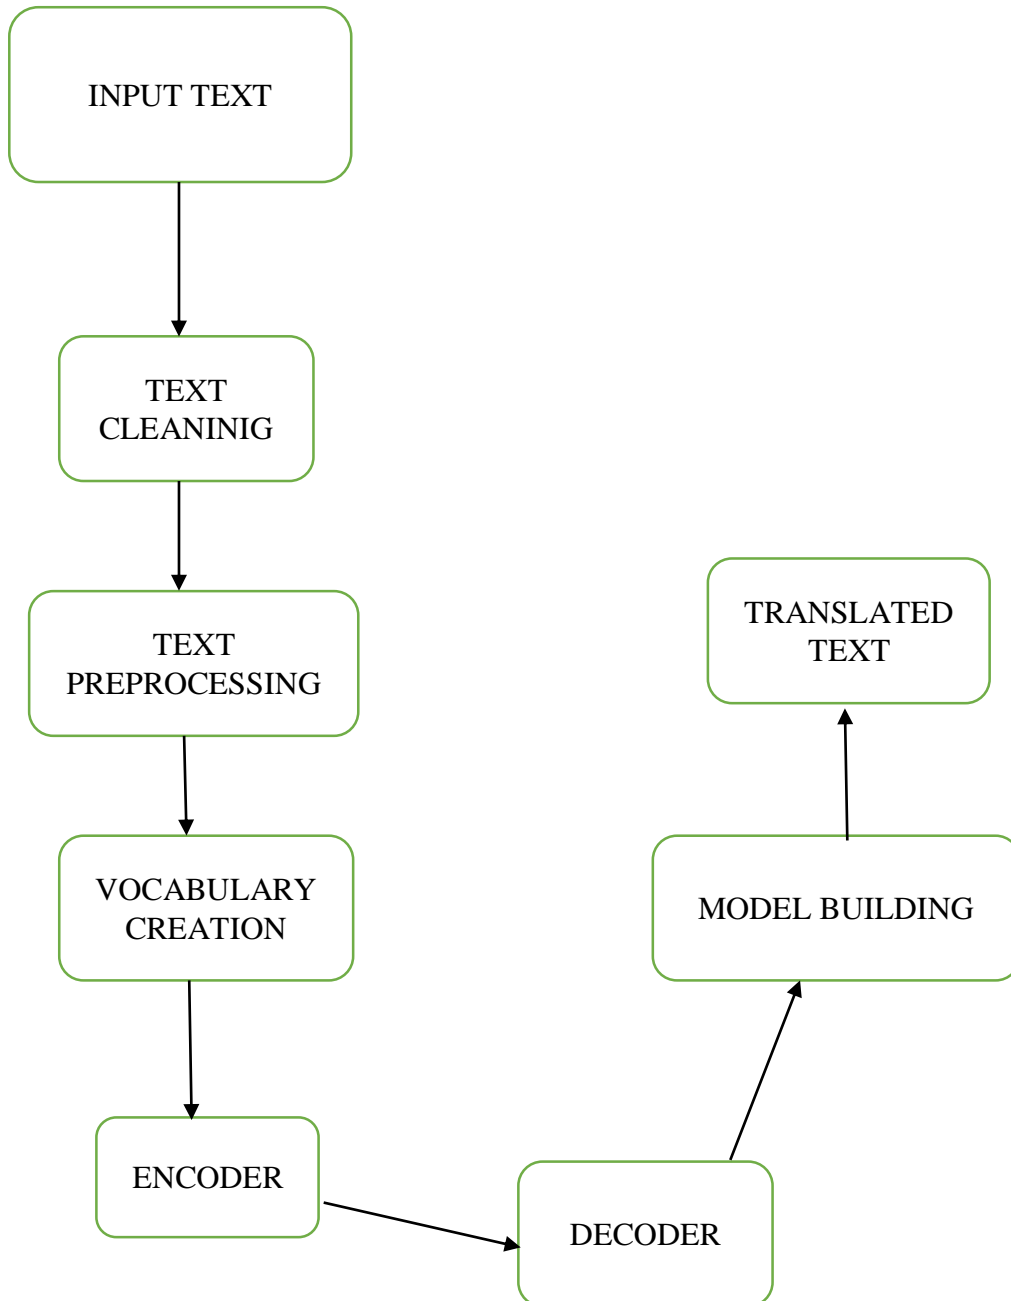 INPUT TEXT
TEXT
CLEANINIG
TEXT
PREPROCESSING
VOCABULARY
CREATION
ENCODER
DECODER
MODEL BUILDING
TRANSLATED
TEXT